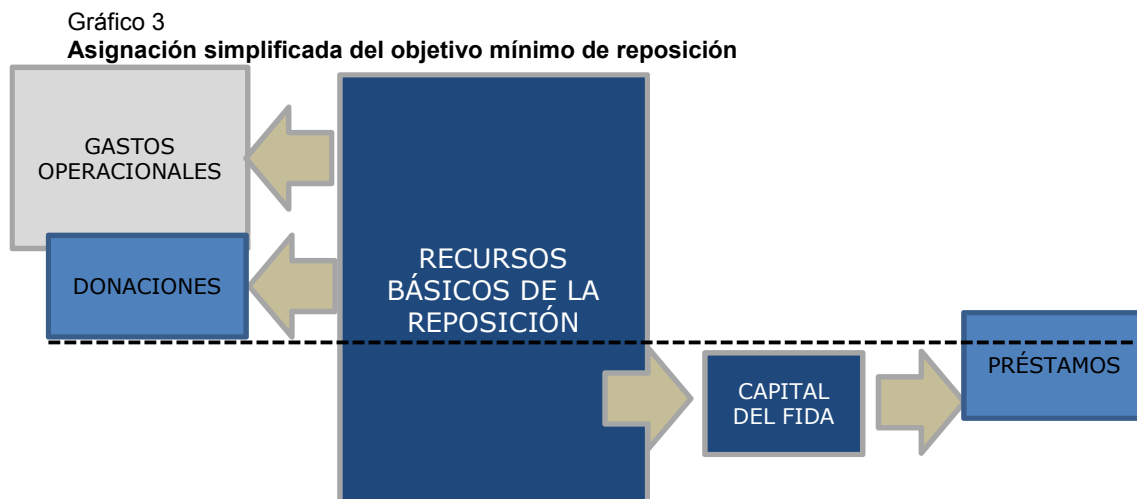 Gráfico 3
Asignación simplificada del objetivo mínimo de reposición
GASTOS
OPERACIONALES
DONACIONES
RECURSOS
BÁSICOS DE LA
REPOSICIÓN
CAPITAL
DEL FIDA
PRÉSTAMOS